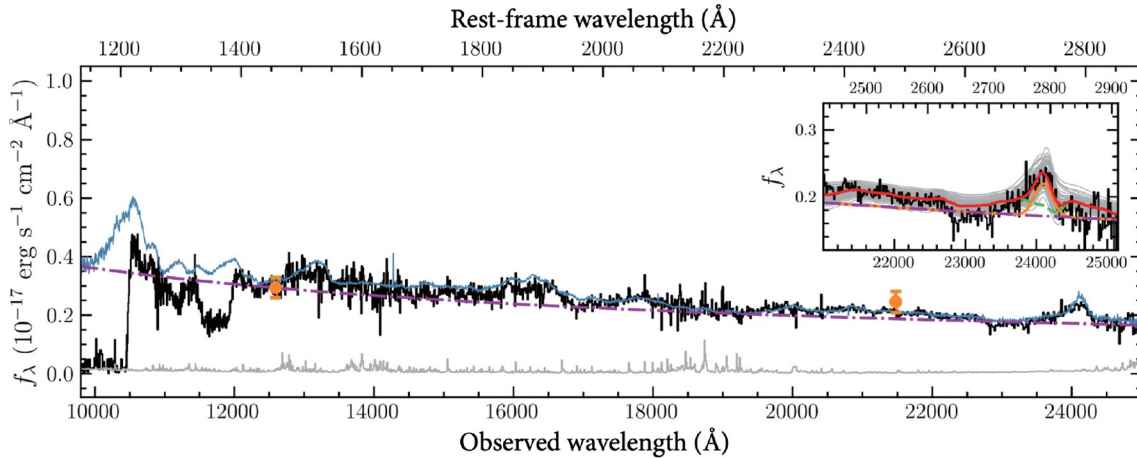 Rest-frame wavelength (Å)
1200 1400 1600 1800 2000 2200 2400 2600 2800
f_λ (10⁻¹⁷ erg s⁻¹ cm⁻² Å⁻¹)
1.0
0.8
0.6
0.4
0.2
0.0
2500 2600 2700 2800 2900
f_λ
0.3
0.2
22000 23000 24000 25000
10000 12000 14000 16000 18000 20000 22000 24000
Observed wavelength (Å)